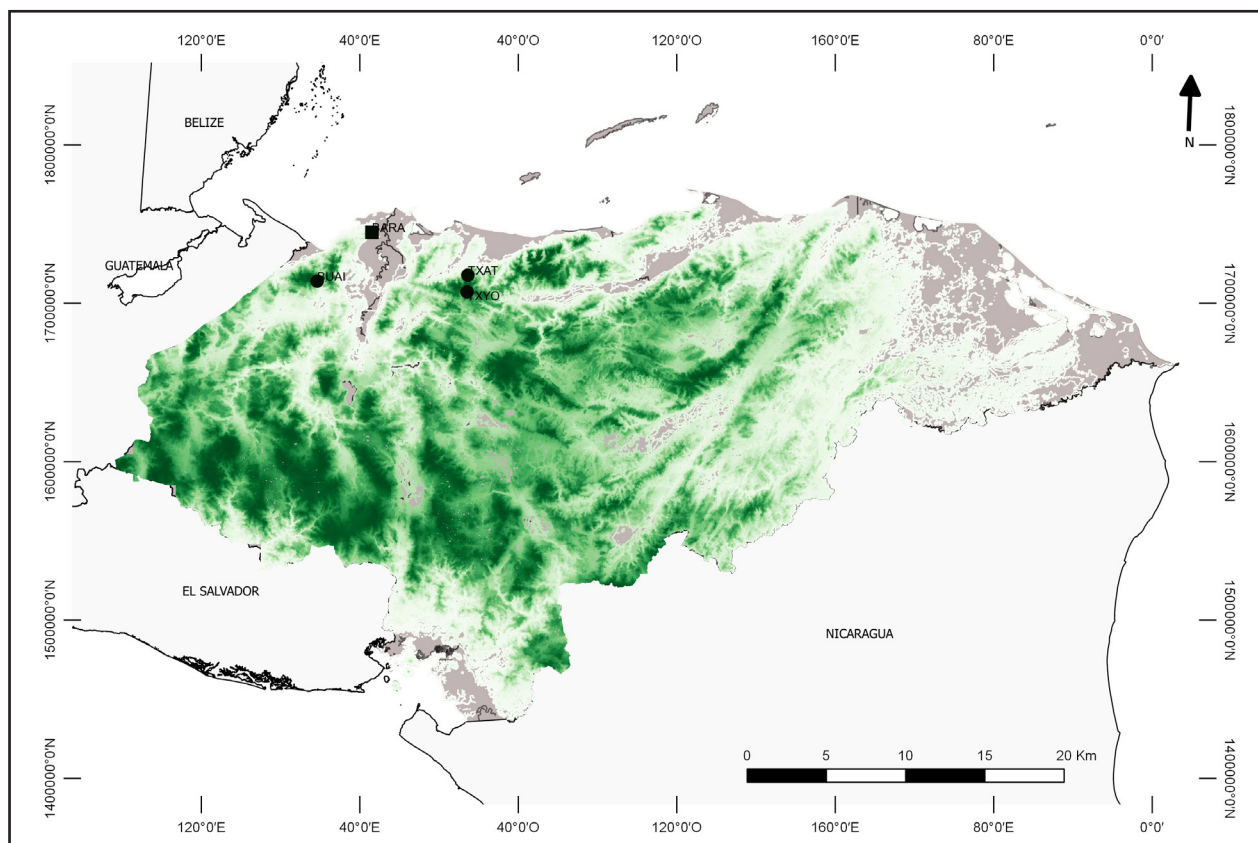 120°0'E 40°0'E 40°0'O 120°0'O 160°0'E 80°0'E 0°0'
N
BELIZE
1800000°0'N 1800000°0'N
BARA
GUATEMALA
BUAI
TXAT
TXYO
1700000°0'N 1700000°0'N
1600000°0'N 1600000°0'N
EL SALVADOR
NICARAGUA
1500000°0'N 1500000°0'N
0 5 10 15 20 Km
1400000°0'N 1400000°0'N
120°0'E 40°0'E 40°0'O 120°0'O 160°0'E 80°0'E 0°0'